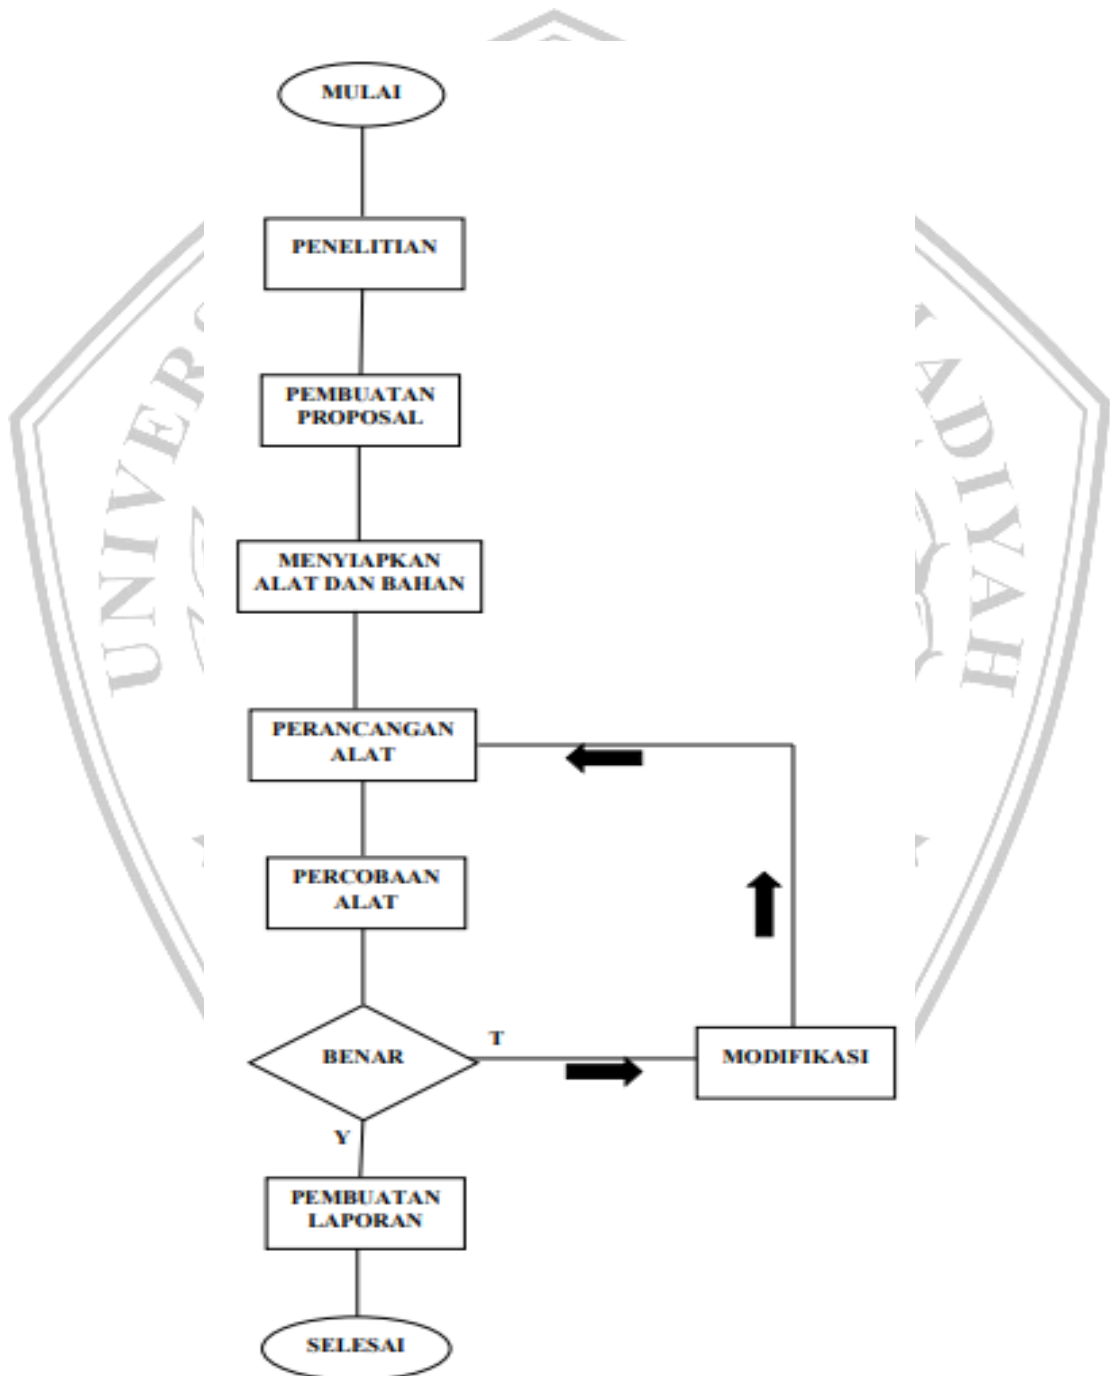 MULAI
PENELITIAN
PEMBUATAN
PROPOSAL
MENYIAPKAN
ALAT DAN BAHAN
PERANCANGAN
ALAT
PERCOBAAN
ALAT
BENAR
T
MODIFIKASI
Y
PEMBUATAN
LAPORAN
SELESAI